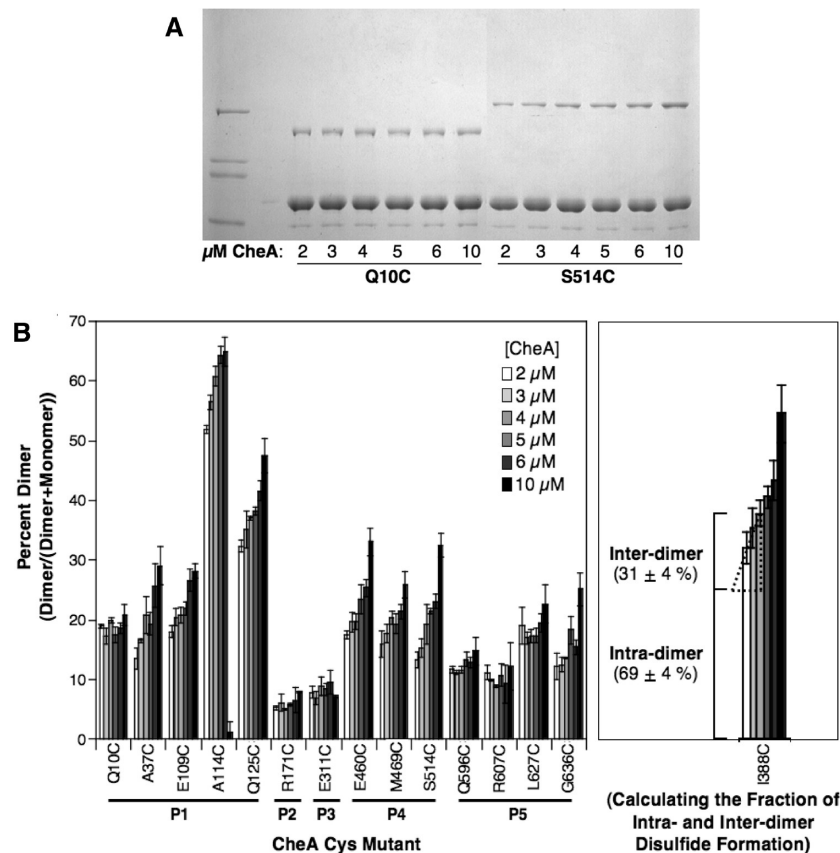 A
µM CheA: 2 3 4 5 6 10 2 3 4 5 6 10
Q10C S514C
B
Percent Dimer
(Dimer/(Dimer+Monomer))
70
60
50
40
30
20
10
0
[CheA]
2 µM
3 µM
4 µM
5 µM
6 µM
10 µM
Q10C A37C E109C A114C Q125C R171C E311C E460C M469C S514C Q596C R607C L627C G636C
P1 P2 P3 P4 P5
CheA Cys Mutant
Inter-dimer
(31 ± 4 %)
Intra-dimer
(69 ± 4 %)
I388C
(Calculating the Fraction of
Intra- and Inter-dimer
Disulfide Formation)